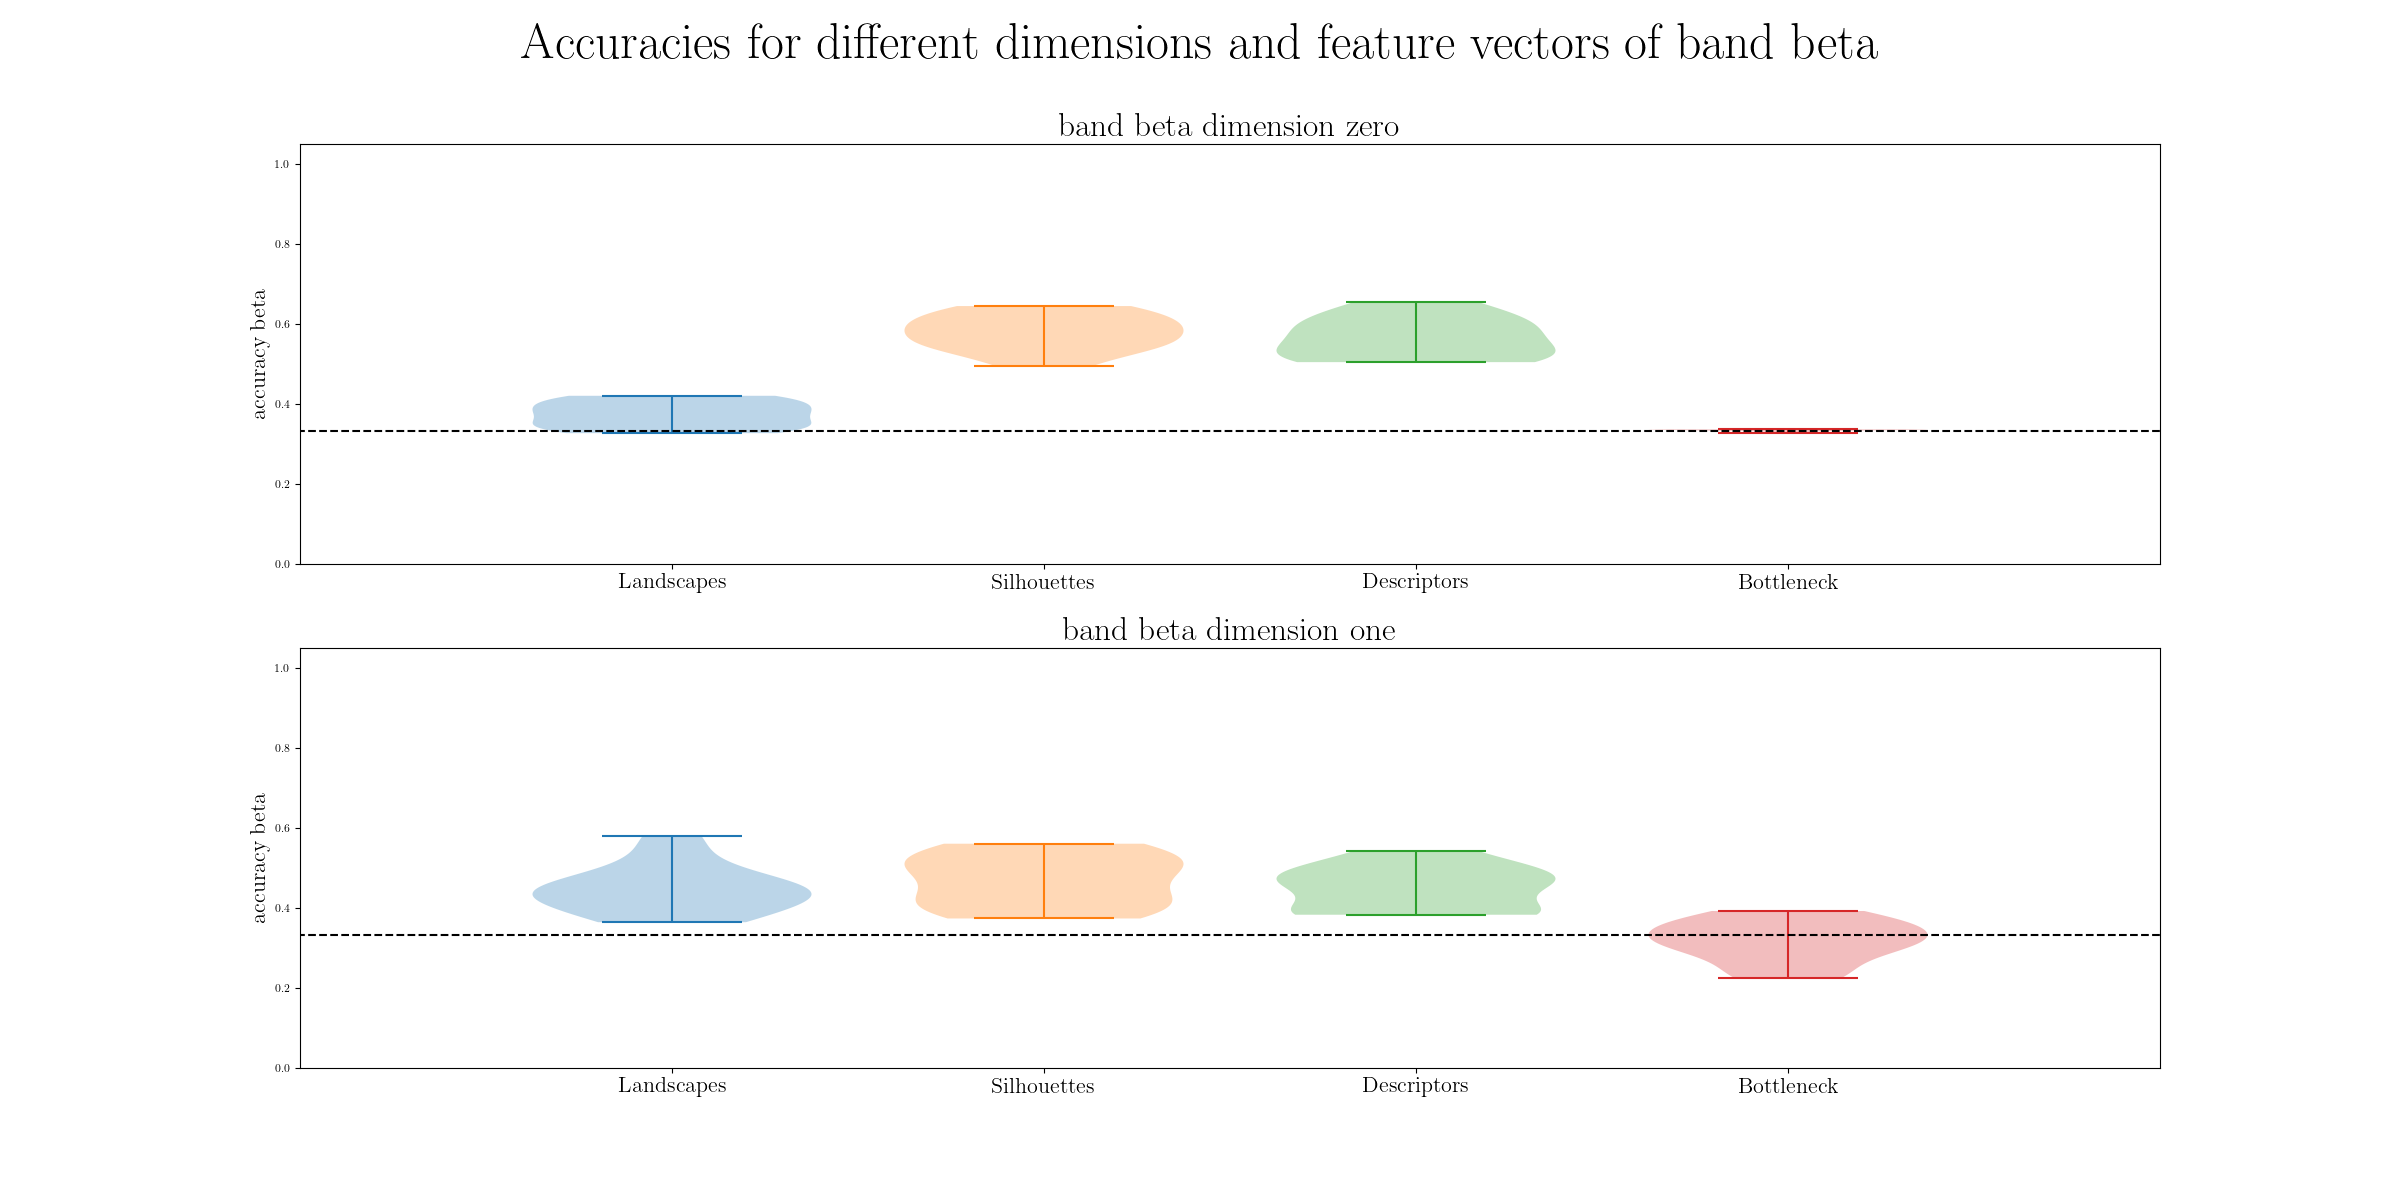 Accuracies for different dimensions and feature vectors of band beta
band beta dimension zero
1.0
0.8
0.6
0.4
0.2
0.0
accuracy beta
Landscapes Silhouettes Descriptors Bottleneck
band beta dimension one
1.0
0.8
0.6
0.4
0.2
0.0
accuracy beta
Landscapes Silhouettes Descriptors Bottleneck